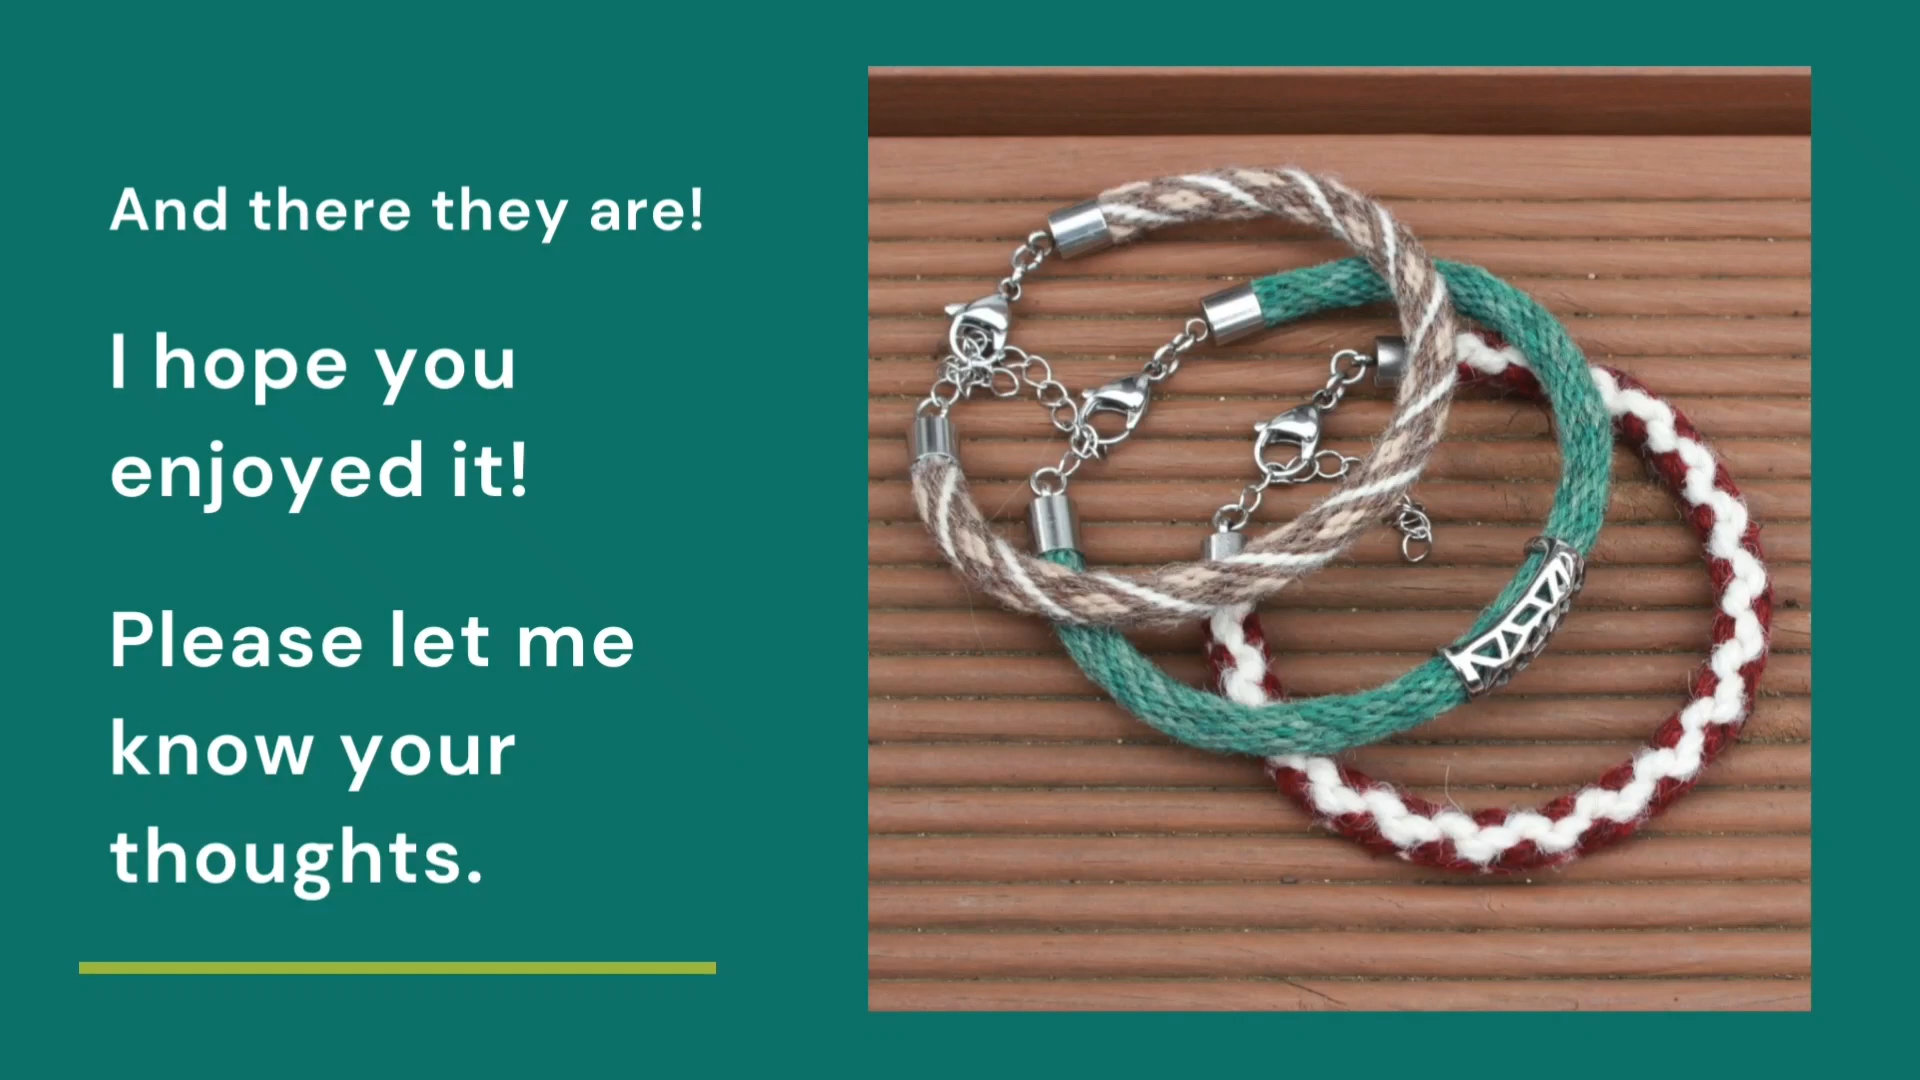 And there they are!
I hope you
enjoyed it!
Please let me
know your
thoughts.